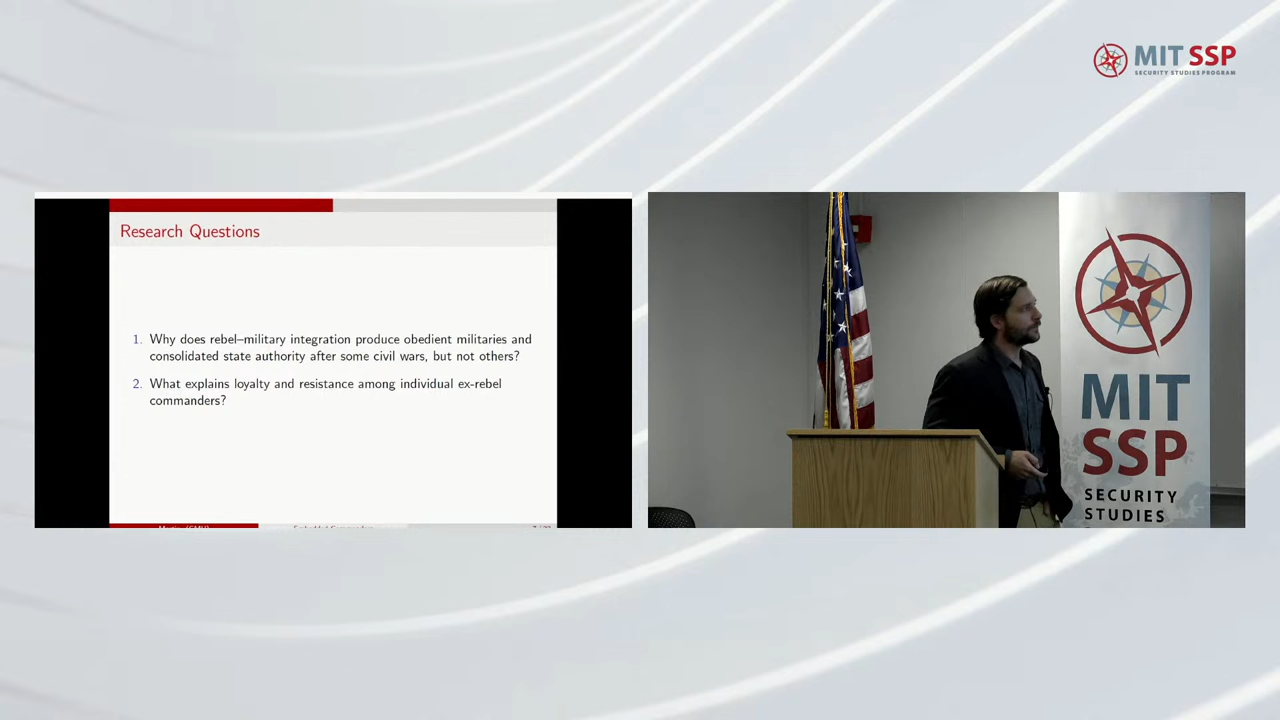 MIT SSP
SECURITY STUDIES PROGRAM
Research Questions
1. Why does rebel–military integration produce obedient militaries and
consolidated state authority after some civil wars, but not others?
2. What explains loyalty and resistance among individual ex-rebel
commanders?
MIT
SSP
SECURITY
STUDIES